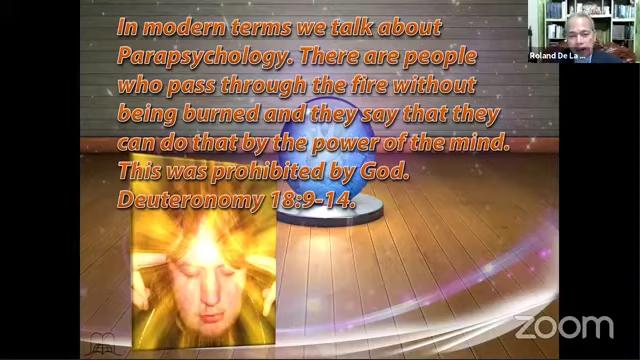 In modern terms we talk about
Parapsychology. There are people
who pass through the fire without
being burned and they say that they
can do that by the power of the mind.
This was prohibited by God.
Deuteronomy 18:9-14.
Roland De La ...
zoom